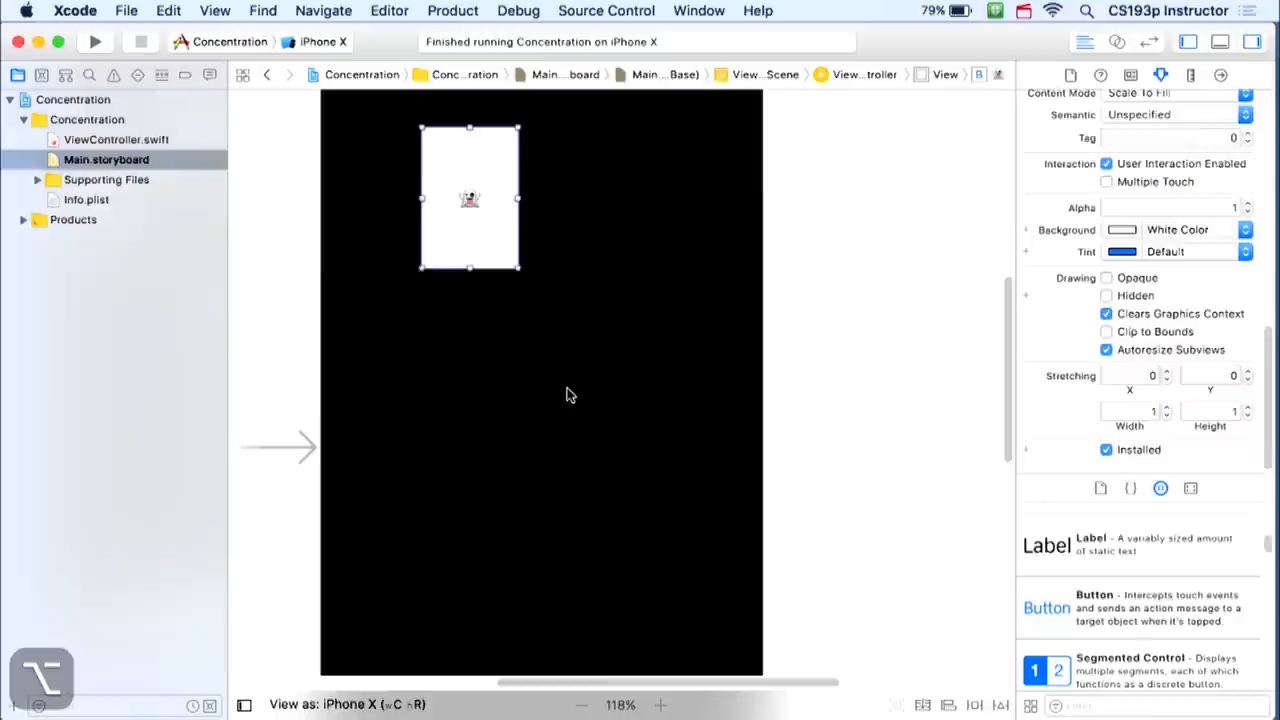 Xcode File Edit View Find Navigate Editor Product Debug Source Control Window Help 79% CS193p Instructor
Concentration iPhone X Finished running Concentration on iPhone X
Concentration Conc...ration Main....board Main....Base) View...Scene View...troller View B
Concentration
Concentration
ViewController.swift
Main.storyboard
Supporting Files
Info.plist
Products
Content Mode Scale To Fill
Semantic Unspecified
Tag 0
Interaction User Interaction Enabled
Multiple Touch
Alpha 1
Background White Color
Tint Default
Drawing Opaque
Hidden
Clears Graphics Context
Clip to Bounds
Autoresize Subviews
Stretching 0 0
X Y
1 1
Width Height
Installed
Label Label - A variably sized amount
of static text
Button Button - Intercepts touch events
and sends an action message to a
target object when it's tapped.
1 2 Segmented Control - Displays
multiple segments, each of which
functions as a discrete button.
View as: iPhone X (wC hR) 118%
Label